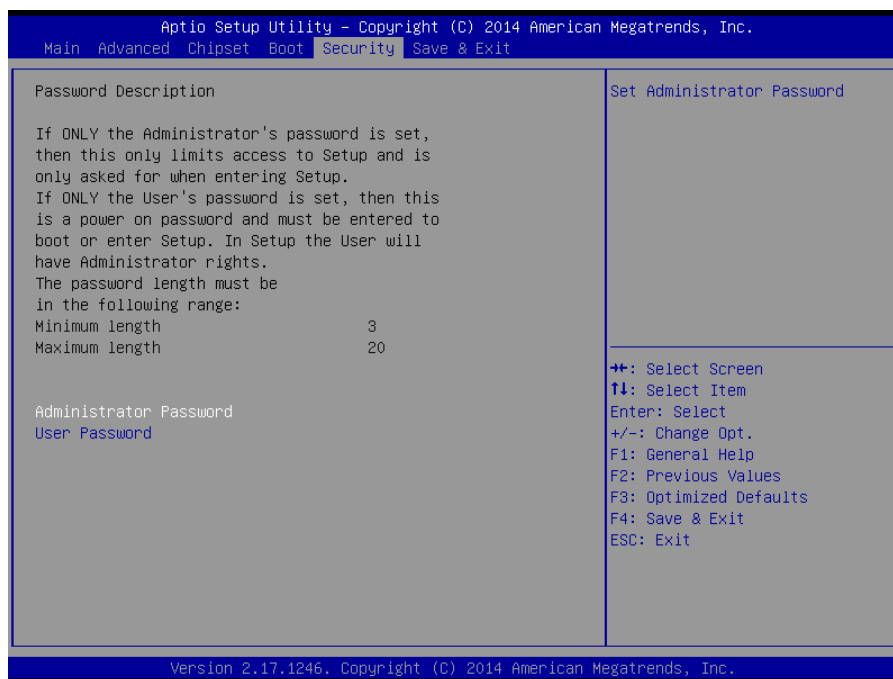 Aptio Setup Utility – Copyright (C) 2014 American Megatrends, Inc.
Main Advanced Chipset Boot Security Save & Exit
Password Description
If ONLY the Administrator's password is set,
then this only limits access to Setup and is
only asked for when entering Setup.
If ONLY the User's password is set, then this
is a power on password and must be entered to
boot or enter Setup. In Setup the User will
have Administrator rights.
The password length must be
in the following range:
Minimum length 3
Maximum length 20
Administrator Password
User Password
Set Administrator Password
→←: Select Screen
↑↓: Select Item
Enter: Select
+/-: Change Opt.
F1: General Help
F2: Previous Values
F3: Optimized Defaults
F4: Save & Exit
ESC: Exit
Version 2.17.1246. Copyright (C) 2014 American Megatrends, Inc.